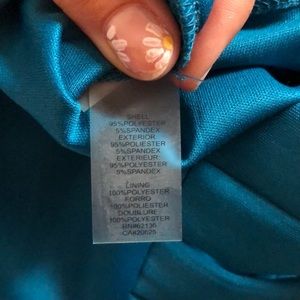 SHELL
95%POLYESTER
5%SPANDEX
EXTERIOR
95%POLIESTER
5%SPANDEX
EXTERIEUR:
95%POLYESTER
5%SPANDEX
LINING
100%POLYESTER
FORRO
100%POLIESTER
DOUBLURE:
100%POLYESTER
RN#62136
CA#20625